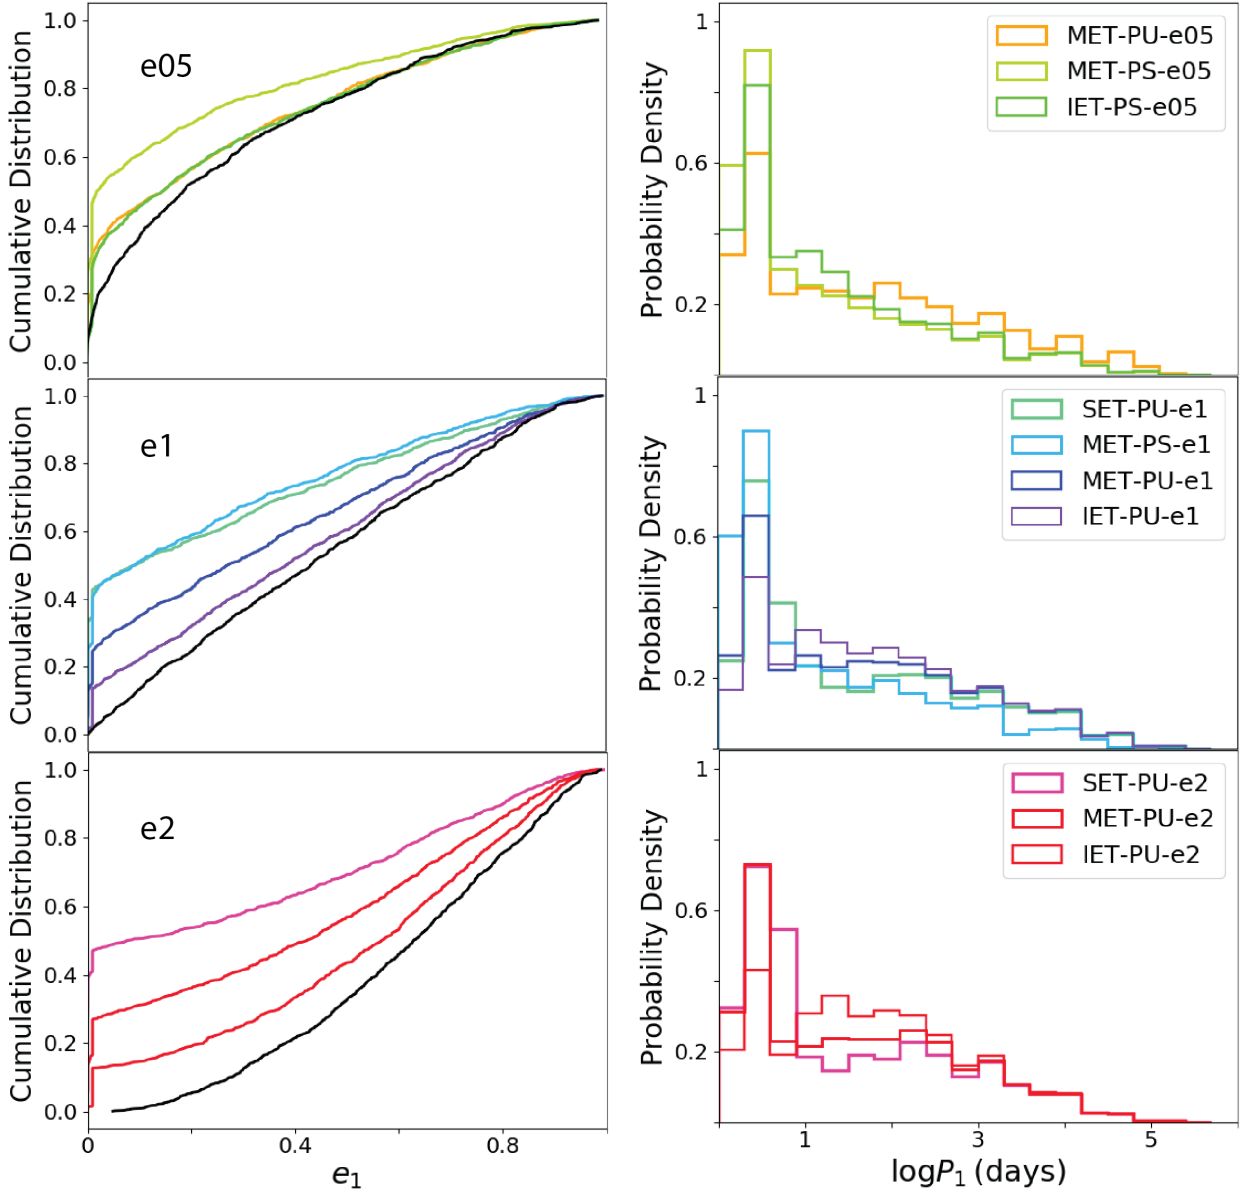 Cumulative Distribution
1.0
0.8
0.6
0.4
0.2
0.0
e05
Probability Density
1
0.6
0.2
MET-PU-e05
MET-PS-e05
IET-PS-e05
Cumulative Distribution
1.0
0.8
0.6
0.4
0.2
0.0
e1
Probability Density
1
0.6
0.2
SET-PU-e1
MET-PS-e1
MET-PU-e1
IET-PU-e1
Cumulative Distribution
1.0
0.8
0.6
0.4
0.2
0.0
e2
0 0.4 0.8
e₁
Probability Density
1
0.6
0.2
SET-PU-e2
MET-PU-e2
IET-PU-e2
1 3 5
logP₁ (days)